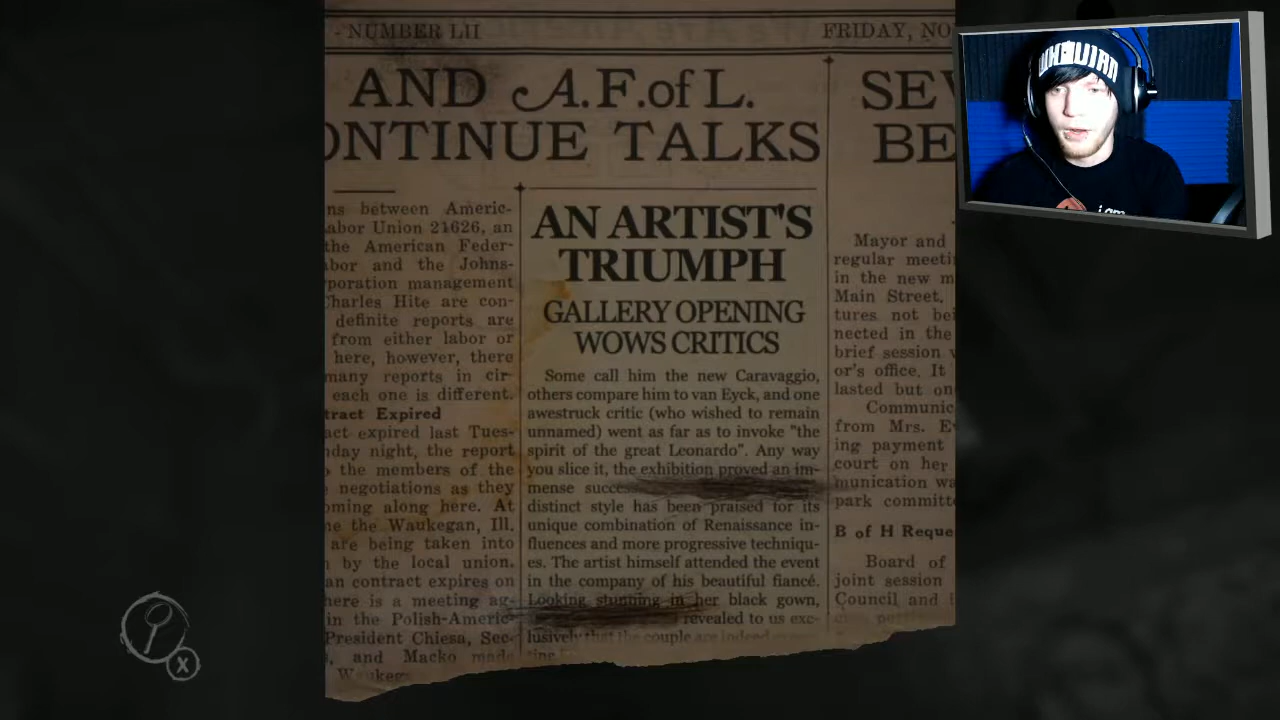 - NUMBER LII
FRIDAY, NO
AND A.F.of L.
ONTINUE TALKS
SEV
BE
ns between Americ-
abor Union 21626, an
the American Feder-
bor and the Johns-
poration management
Charles Hite are con-
definite reports are
from either labor or
here, however, there
many reports in cir-
each one is different.
tract Expired
act expired last Tues-
day night, the report
the members of the
negotiations as they
oming along here. At
e the Waukegan, Ill.
are being taken into
by the local union.
an contract expires on
here is a meeting ag-
in the Polish-Americ-
President Chiesa, Sec-
, and Macko made
Waukeg
AN ARTIST'S
TRIUMPH
GALLERY OPENING
WOWS CRITICS
Some call him the new Caravaggio,
others compare him to van Eyck, and one
awestruck critic (who wished to remain
unnamed) went as far as to invoke "the
spirit of the great Leonardo". Any way
you slice it, the exhibition proved an im-
mense succes
distinct style has been praised for its
unique combination of Renaissance in-
fluences and more progressive techniqu-
es. The artist himself attended the event
in the company of his beautiful fiancé.
Looking stunning in her black gown,
revealed to us exc-
lusively that the couple are indeed
Mayor and
regular meeti
in the new m
Main Street,
tures not bei
nected in the
brief session
or's office. It
lasted but on
Communic
from Mrs. E
ing payment
court on her
munication wa
park committe
B of H Reque
Board of
joint session
Council and
X